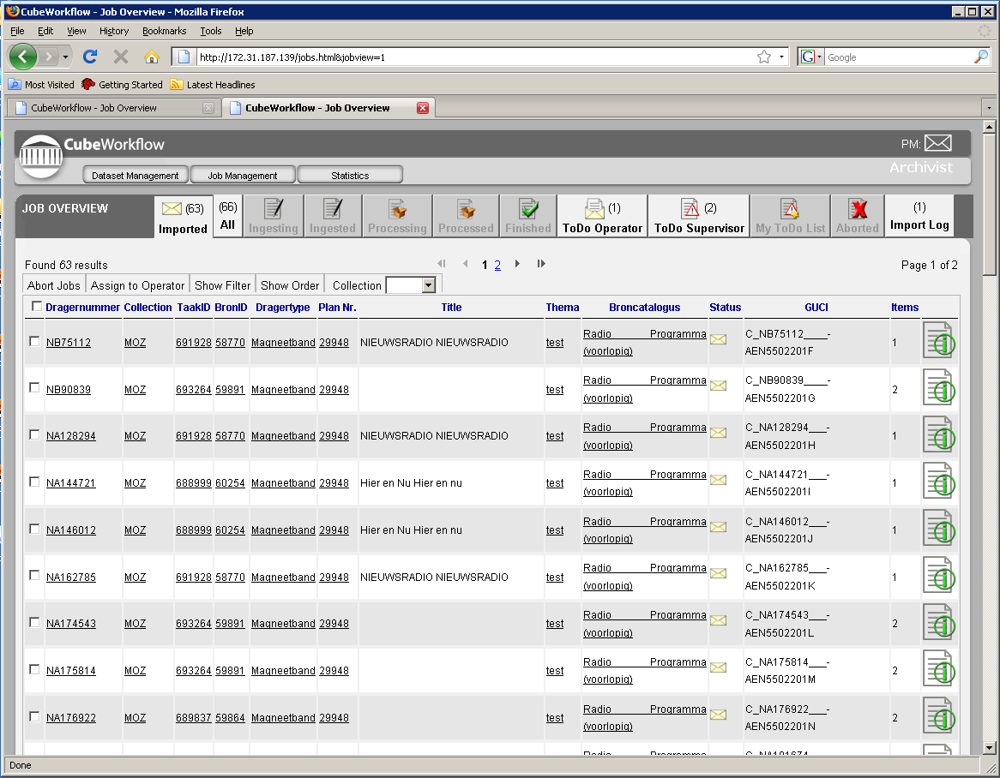 CubeWorkflow - Job Overview - Mozilla Firefox
File Edit View History Bookmarks Tools Help
http://172.31.187.139/jobs.html&jobview=1
Google
Most Visited Getting Started Latest Headlines
CubeWorkflow - Job Overview CubeWorkflow - Job Overview
CubeWorkflow
PM:
Archivist
Dataset Management Job Management Statistics
JOB OVERVIEW
(63) Imported
(66) All
Ingesting
Ingested
Processing
Processed
Finished
(1) ToDo Operator
(2) ToDo Supervisor
My ToDo List
Aborted
(1) Import Log
Found 63 results 1 2 Page 1 of 2
Abort Jobs Assign to Operator Show Filter Show Order Collection
Dragernummer Collection TaakID BronID Dragertype Plan Nr. Title Thema Broncatalogus Status GUCI Items
NB75112 MOZ 691928 58770 Magneetband 29948 NIEUWSRADIO NIEUWSRADIO test Radio Programma (voorlopig) C_NB75112____-AEN5502201F 1
NB90839 MOZ 693264 59891 Magneetband 29948 test Radio Programma (voorlopig) C_NB90839____-AEN5502201G 2
NA128294 MOZ 691928 58770 Magneetband 29948 NIEUWSRADIO NIEUWSRADIO test Radio Programma (voorlopig) C_NA128294___-AEN5502201H 1
NA144721 MOZ 688999 60254 Magneetband 29948 Hier en Nu Hier en nu test Radio Programma (voorlopig) C_NA144721___-AEN5502201I 1
NA146012 MOZ 688999 60254 Magneetband 29948 Hier en Nu Hier en nu test Radio Programma (voorlopig) C_NA146012___-AEN5502201J 1
NA162785 MOZ 691928 58770 Magneetband 29948 NIEUWSRADIO NIEUWSRADIO test Radio Programma (voorlopig) C_NA162785___-AEN5502201K 1
NA174543 MOZ 693264 59891 Magneetband 29948 test Radio Programma (voorlopig) C_NA174543___-AEN5502201L 2
NA175814 MOZ 693264 59891 Magneetband 29948 test Radio Programma (voorlopig) C_NA175814___-AEN5502201M 2
NA176922 MOZ 689837 59864 Magneetband 29948 test Radio Programma (voorlopig) C_NA176922___-AEN5502201N 2
Radio Programma
Done